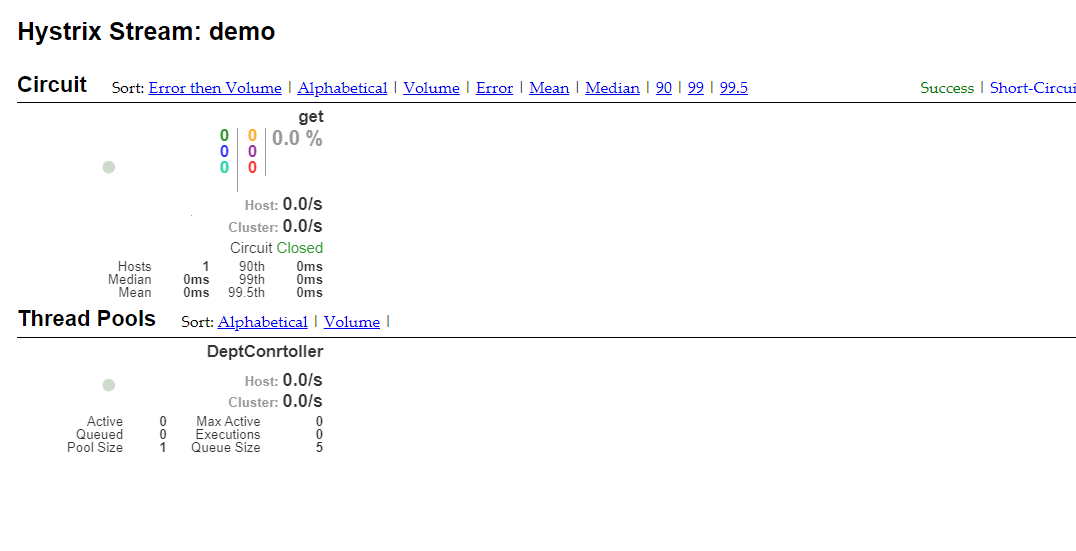 Hystrix Stream: demo
Circuit Sort: Error then Volume | Alphabetical | Volume | Error | Mean | Median | 90 | 99 | 99.5 Success | Short-Circui
get
0 0 0.0 %
0 0
0 0
Host: 0.0/s
Cluster: 0.0/s
Circuit Closed
Hosts 1 90th 0ms
Median 0ms 99th 0ms
Mean 0ms 99.5th 0ms
Thread Pools Sort: Alphabetical | Volume |
DeptConrtoller
Host: 0.0/s
Cluster: 0.0/s
Active 0 Max Active 0
Queued 0 Executions 0
Pool Size 1 Queue Size 5